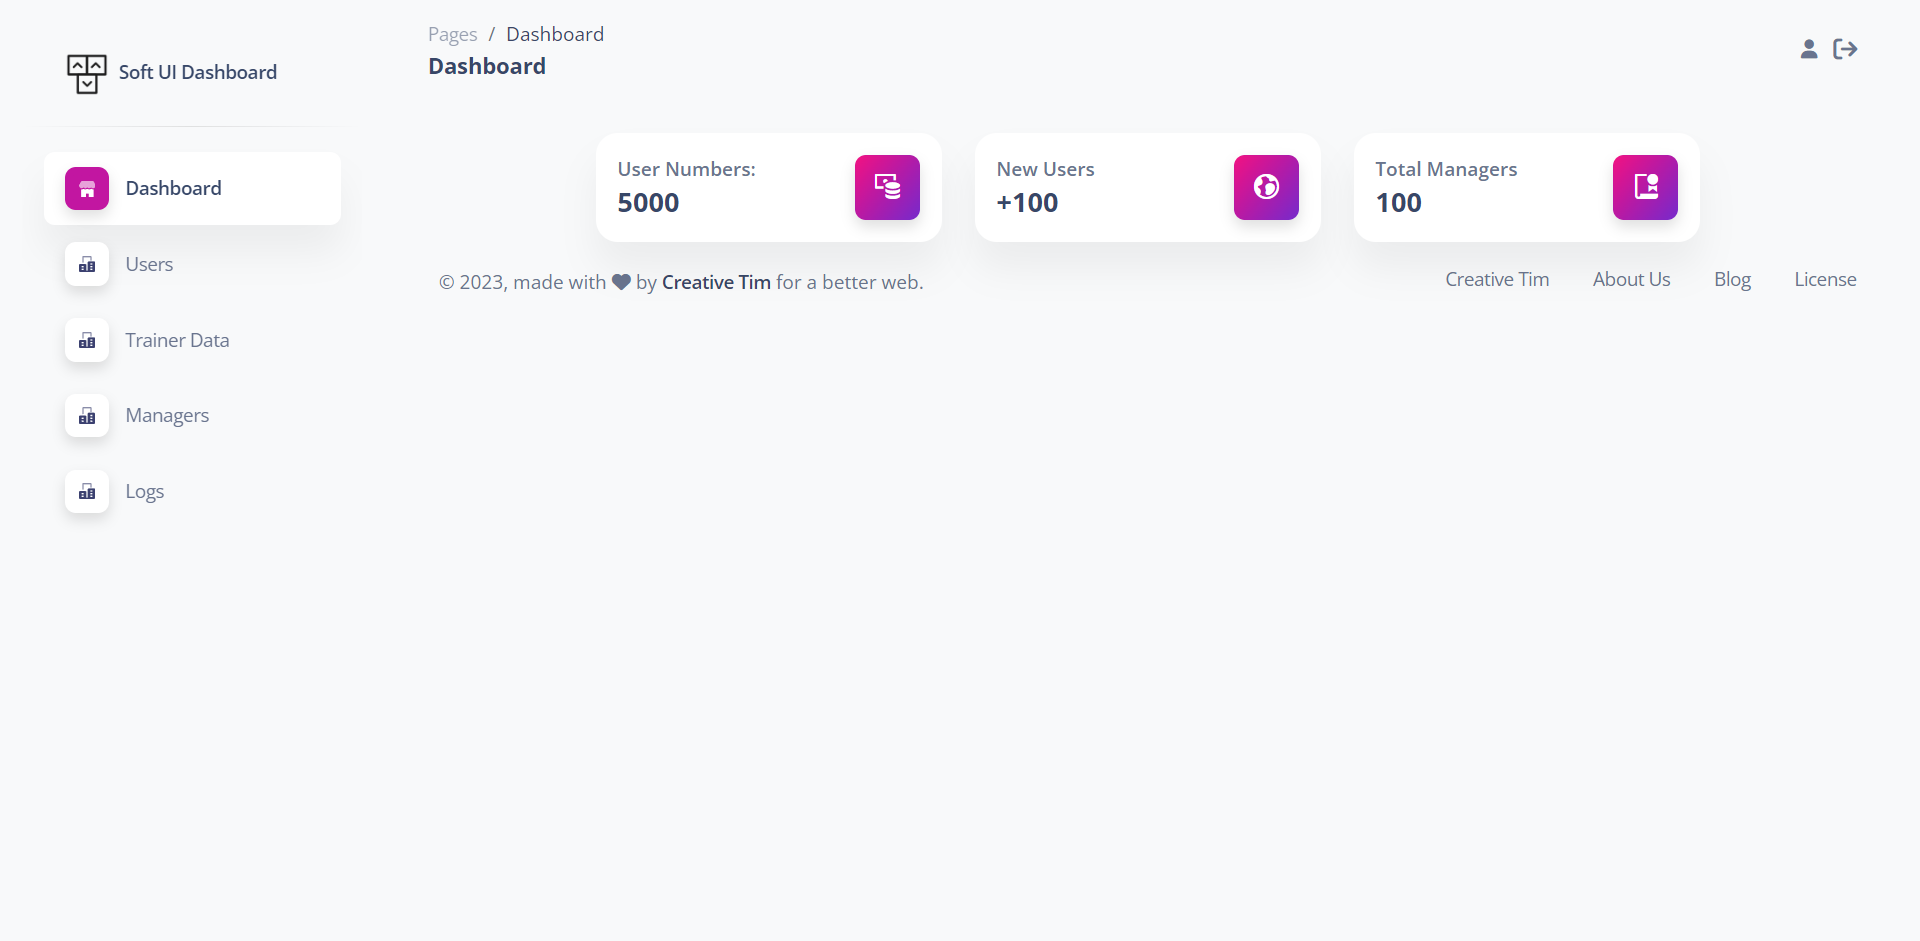 Soft UI Dashboard
Dashboard
Users
Trainer Data
Managers
Logs
Pages / Dashboard
Dashboard
User Numbers:
5000
New Users
+100
Total Managers
100
© 2023, made with by Creative Tim for a better web.
Creative Tim About Us Blog License